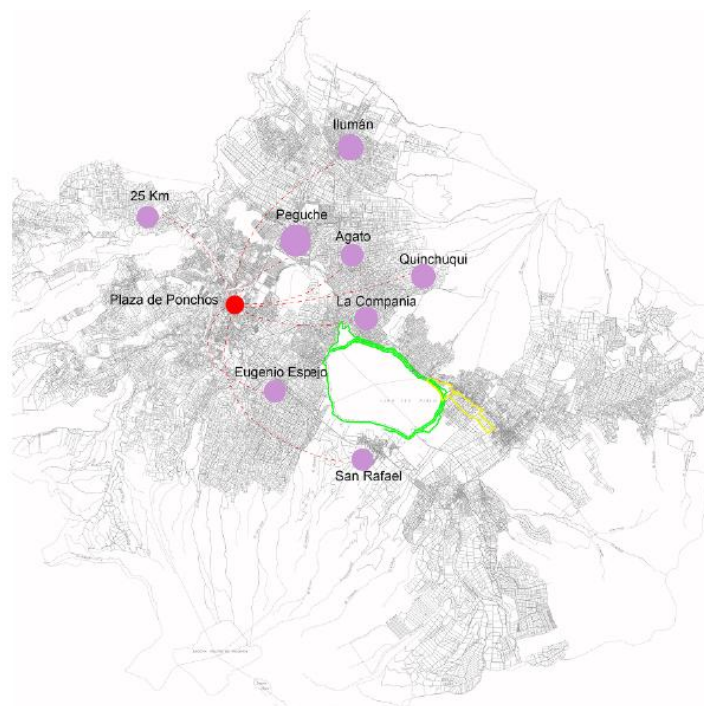 Ilumán
25 Km
Peguche
Agato
Quinchuqui
Plaza de Ponchos
La Compania
Eugenio Espejo
San Rafael